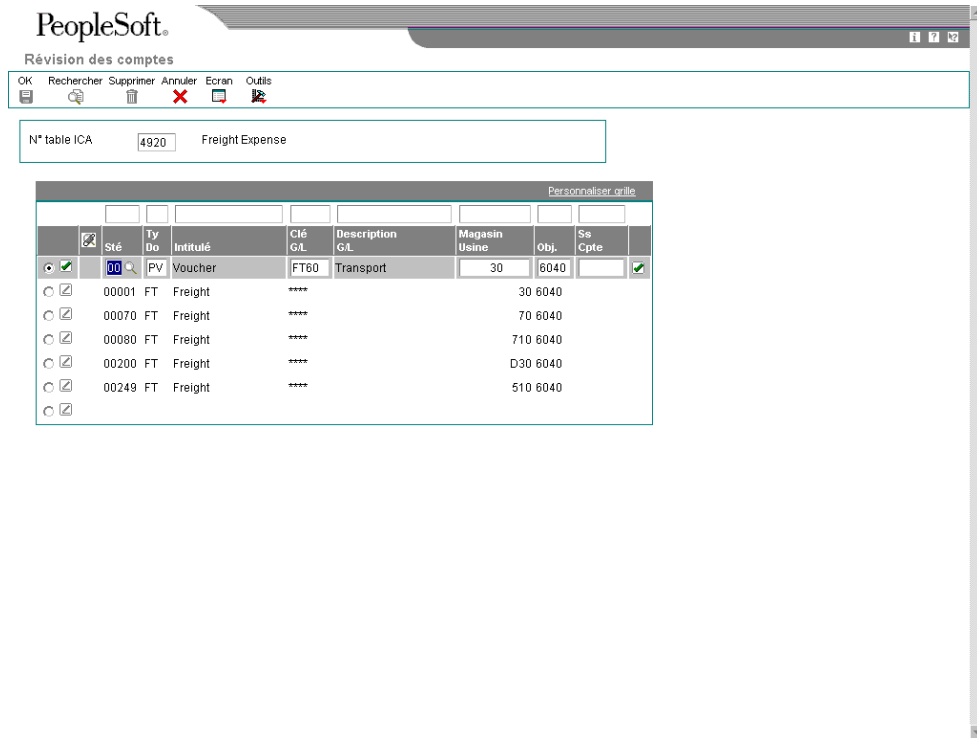 PeopleSoft.
Révision des comptes
OK Rechercher Supprimer Annuler Ecran Outils
N° table ICA 4920 Freight Expense
Personnaliser grille
Sté Ty Do Intitulé Clé G/L Description G/L Magasin Usine Obj. Ss Cpte
00 PV Voucher FT60 Transport 30 6040
00001 FT Freight **** 30 6040
00070 FT Freight **** 70 6040
00080 FT Freight **** 710 6040
00200 FT Freight **** D30 6040
00249 FT Freight **** 510 6040